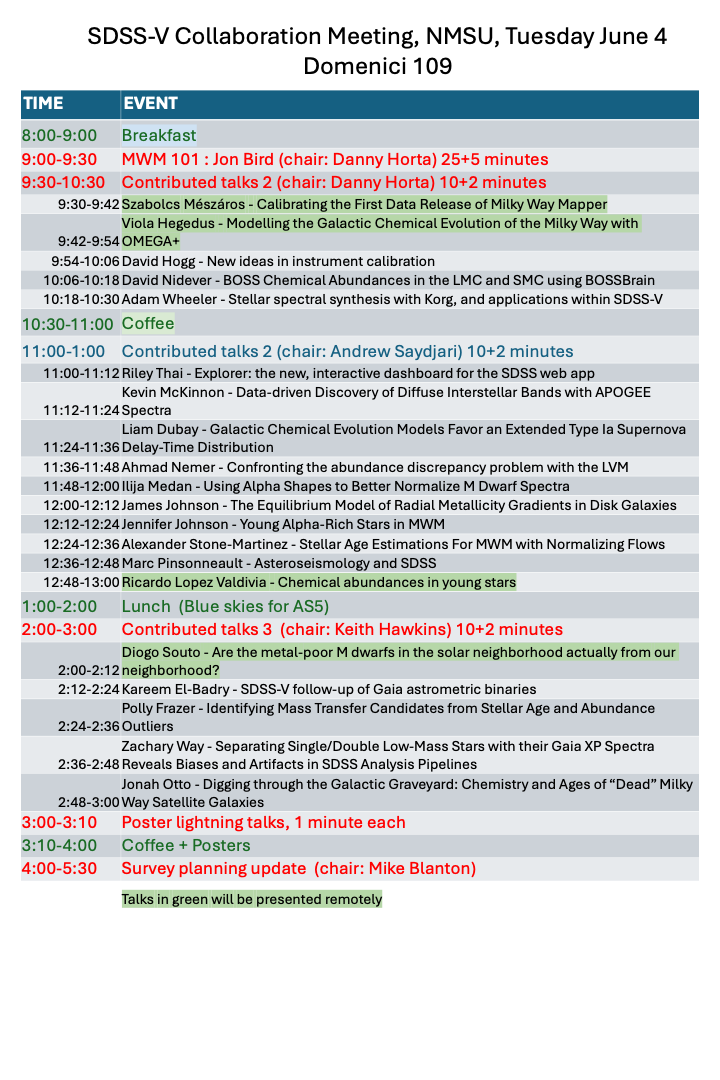 SDSS-V Collaboration Meeting, NMSU, Tuesday June 4
Domenici 109
TIME EVENT
8:00-9:00 Breakfast
9:00-9:30 MWM 101 : Jon Bird (chair: Danny Horta) 25+5 minutes
9:30-10:30 Contributed talks 2 (chair: Danny Horta) 10+2 minutes
9:30-9:42 Szabolcs Mészáros - Calibrating the First Data Release of Milky Way Mapper
Viola Hegedus - Modelling the Galactic Chemical Evolution of the Milky Way with
9:42-9:54 OMEGA+
9:54-10:06 David Hogg - New ideas in instrument calibration
10:06-10:18 David Nidever - BOSS Chemical Abundances in the LMC and SMC using BOSSBrain
10:18-10:30 Adam Wheeler - Stellar spectral synthesis with Korg, and applications within SDSS-V
10:30-11:00 Coffee
11:00-1:00 Contributed talks 2 (chair: Andrew Saydjari) 10+2 minutes
11:00-11:12 Riley Thai - Explorer: the new, interactive dashboard for the SDSS web app
Kevin McKinnon - Data-driven Discovery of Diffuse Interstellar Bands with APOGEE
11:12-11:24 Spectra
Liam Dubay - Galactic Chemical Evolution Models Favor an Extended Type Ia Supernova
11:24-11:36 Delay-Time Distribution
11:36-11:48 Ahmad Nemer - Confronting the abundance discrepancy problem with the LVM
11:48-12:00 Ilija Medan - Using Alpha Shapes to Better Normalize M Dwarf Spectra
12:00-12:12 James Johnson - The Equilibrium Model of Radial Metallicity Gradients in Disk Galaxies
12:12-12:24 Jennifer Johnson - Young Alpha-Rich Stars in MWM
12:24-12:36 Alexander Stone-Martinez - Stellar Age Estimations For MWM with Normalizing Flows
12:36-12:48 Marc Pinsonneault - Asteroseismology and SDSS
12:48-13:00 Ricardo Lopez Valdivia - Chemical abundances in young stars
1:00-2:00 Lunch (Blue skies for AS5)
2:00-3:00 Contributed talks 3 (chair: Keith Hawkins) 10+2 minutes
Diogo Souto - Are the metal-poor M dwarfs in the solar neighborhood actually from our
2:00-2:12 neighborhood?
2:12-2:24 Kareem El-Badry - SDSS-V follow-up of Gaia astrometric binaries
Polly Frazer - Identifying Mass Transfer Candidates from Stellar Age and Abundance
2:24-2:36 Outliers
Zachary Way - Separating Single/Double Low-Mass Stars with their Gaia XP Spectra
2:36-2:48 Reveals Biases and Artifacts in SDSS Analysis Pipelines
Jonah Otto - Digging through the Galactic Graveyard: Chemistry and Ages of “Dead” Milky
2:48-3:00 Way Satellite Galaxies
3:00-3:10 Poster lightning talks, 1 minute each
3:10-4:00 Coffee + Posters
4:00-5:30 Survey planning update (chair: Mike Blanton)
Talks in green will be presented remotely